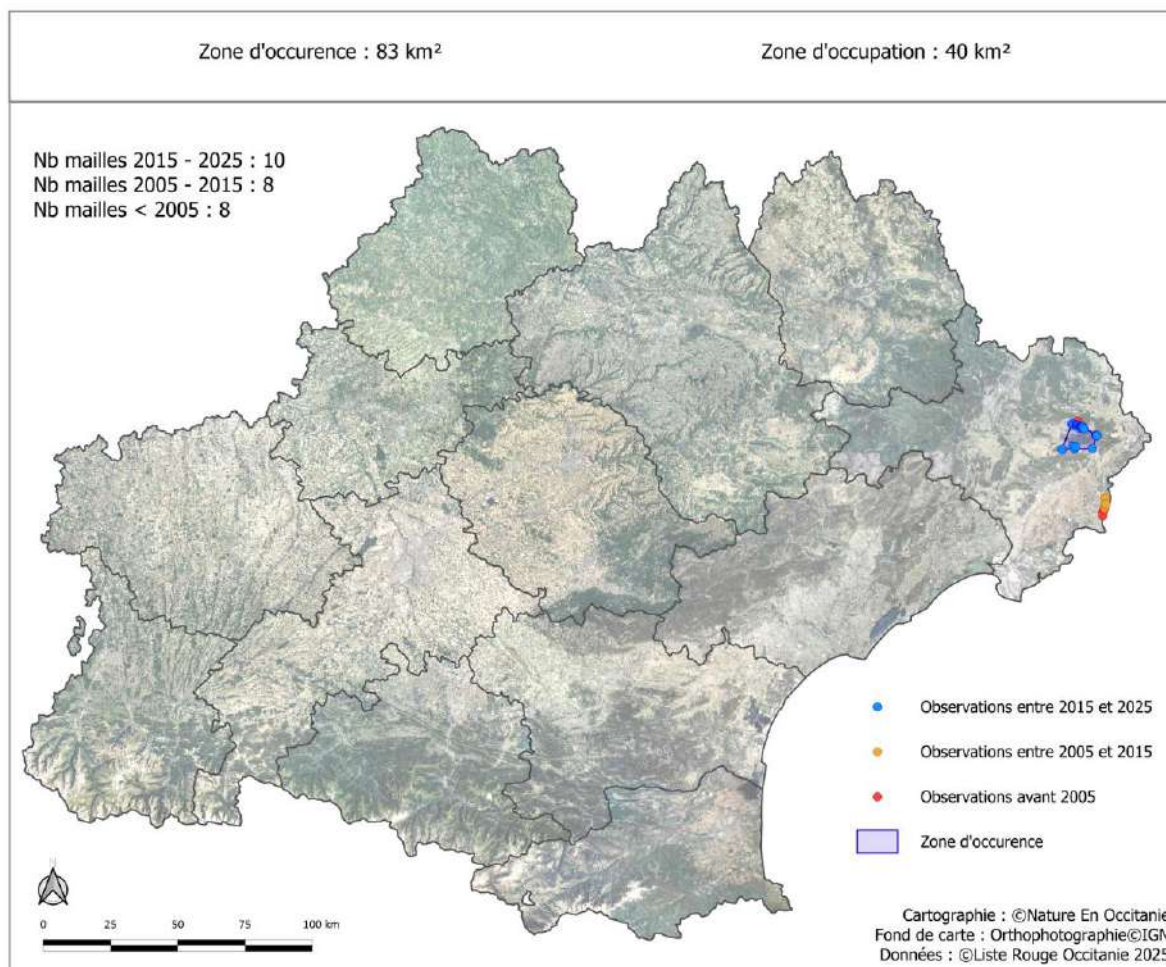 Zone d'occurence : 83 km²
Zone d'occupation : 40 km²
Nb mailles 2015 - 2025 : 10
Nb mailles 2005 - 2015 : 8
Nb mailles < 2005 : 8
Observations entre 2015 et 2025
Observations entre 2005 et 2015
Observations avant 2005
Zone d'occurence
N
0 25 50 75 100 km
Cartographie : ©Nature En Occitanie
Fond de carte : Orthophotographie©IGN
Données : ©Liste Rouge Occitanie 2025